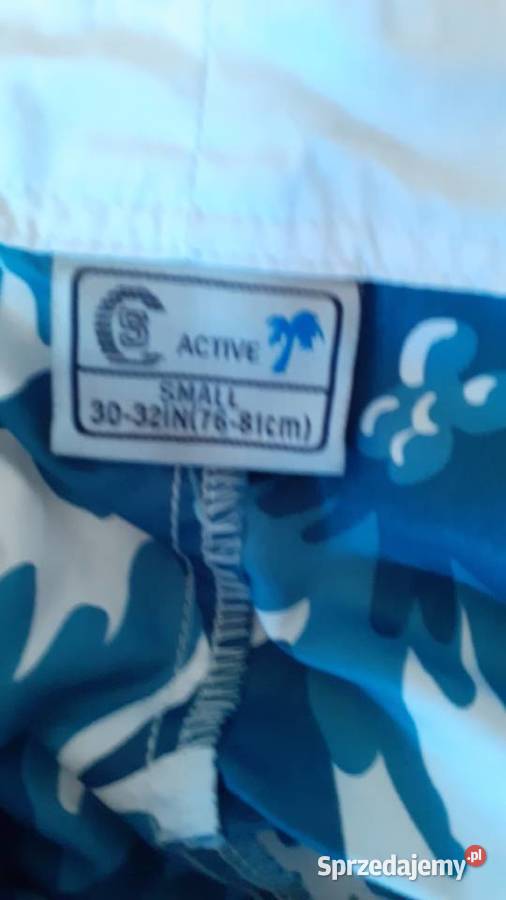 ACTIVE
SMALL
30-32IN(76-81cm)
Sprzedajemy.pl